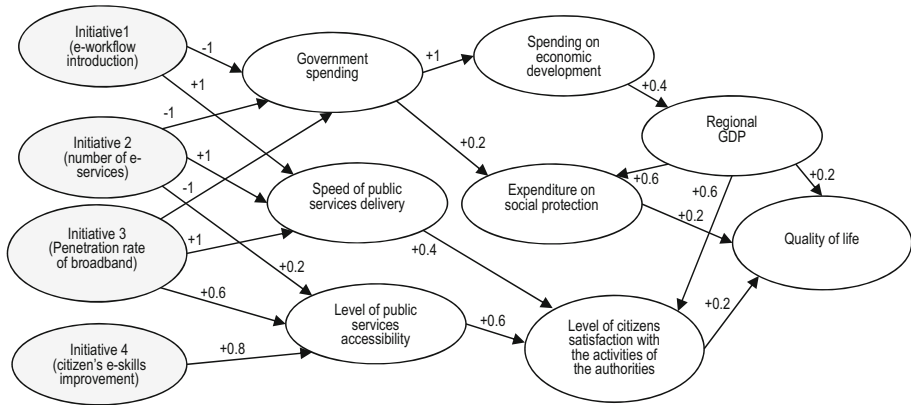 Initiative1
(e-workflow
introduction)
-1
+1
Government
spending
+1
Spending on
economic
development
+0.4
Initiative 2
(number of e-
services)
-1
+1
-1
+0.2
Regional
GDP
+0.2
+0.6
+0.6
Speed of public
services delivery
Expenditure on
social protection
+0.2
Initiative 3
(Penetration rate
of broadband)
+1
+0.6
+0.2
+0.4
Quality of life
Level of public
services
accessibility
+0.6
Level of citizens
satisfaction with
the activities of
the authorities
+0.2
Initiative 4
(citizen's e-skills
improvement)
+0.8